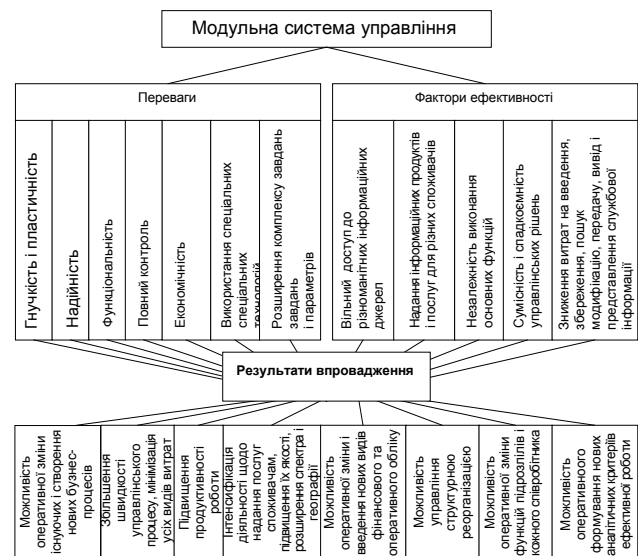 Модульна система управління
Переваги
Фактори ефективності
Гнучкість і пластичність
Надійність
Функціональність
Повний контроль
Економічність
Використання спеціальних
технологій
Розширення комплексу завдань
завдань
і параметрів
Вільний доступ до
різноманітних інформаційних
джерел
Надання інформаційних продуктів
і послуг для різних споживачів
Незалежність виконання
основних функцій
Сумісність і спадкоємність
управлінських рішень
Зниження витрат на введення,
збереження, пошук
модифікацію, передачу, вивід і
представлення службової
інформації
Результати впровадження
Можливість
оперативної зміни
існуючих і створення
нових бузнес-
процесів
Збільшення
швидкості
управлінського
процесу, мінімізація
усіх видів витрат
Підвищення
продуктивності
роботи
Інтенсифікація
діяльності щодо
надання послуг
споживачам,
підвищення їх якості,
розширення спектра і
географії
Можливість
оперативної зміни і
введення нових видів
фінансового та
оперативного обліку
Можливість
управління
структурною
реорганізацією
Можливість
оперативної зміни
функцій підрозділів і
кожного співробітника
Можливість
оперативноого
формування нових
аналітичних критеріїв
ефективної роботи